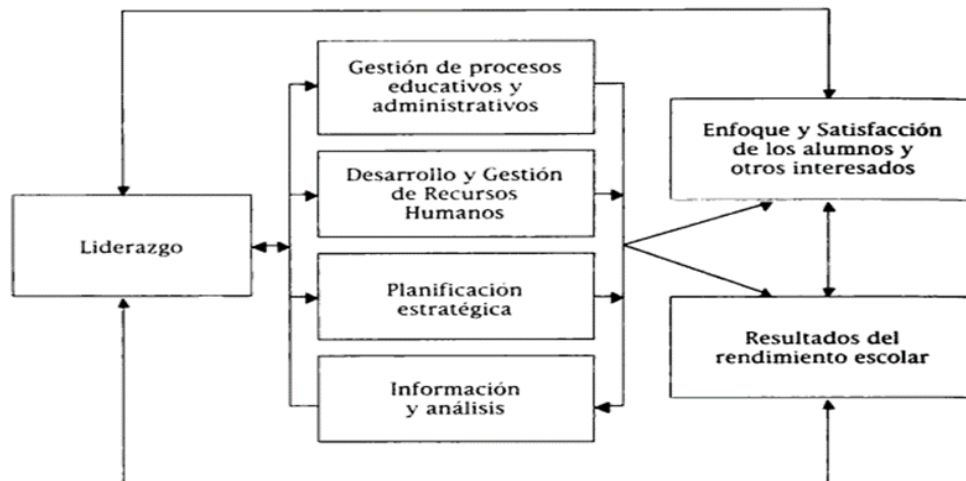 Gestión de procesos
educativos y
administrativos
Desarrollo y Gestión
de Recursos
Humanos
Liderazgo
Planificación
estratégica
Información
y análisis
Enfoque y Satisfacción
de los alumnos y
otros interesados
Resultados del
rendimiento escolar